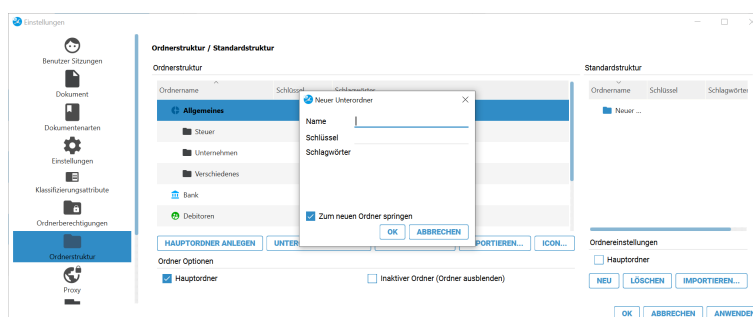 Einstellungen
Benutzer Sitzungen
Dokument
Dokumentenarten
Einstellungen
Klassifizierungsattribute
Ordnerberechtigungen
Ordnerstruktur
Proxy
Ordnerstruktur / Standardstruktur
Ordnerstruktur
Ordnername Schlüssel Schlagwörter
Allgemeines
Steuer
Unternehmen
Verschiedenes
Bank
Debitoren
HAUPTORDNER ANLEGEN
ICON...
Ordner Optionen
Hauptordner
Inaktiver Ordner (Ordner ausblenden)
Neuer Unterordner
Name
Schlüssel
Schlagwörter
Zum neuen Ordner springen
OK ABBRECHEN
Standardstruktur
Ordnername Schlüssel Schlagwörter
Neuer ...
Ordnereinstellungen
Hauptordner
NEU LÖSCHEN IMPORTIEREN...
OK ABBRECHEN ANWENDEN